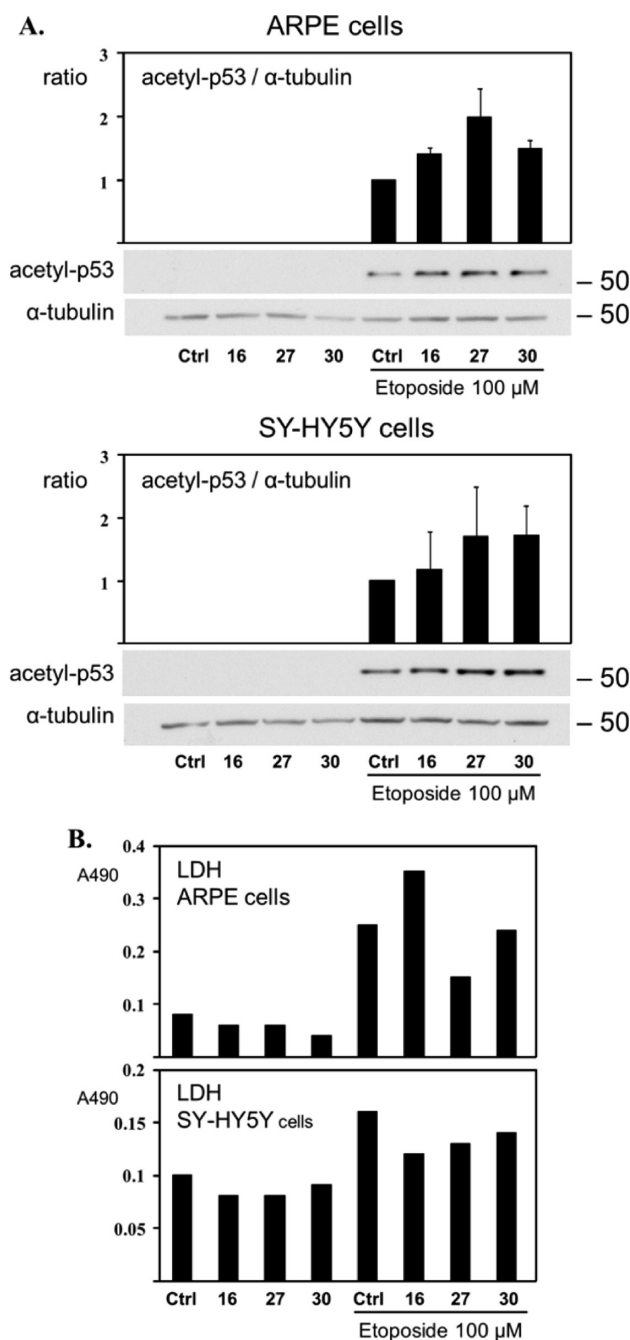 A.
ARPE cells
3
ratio
acetyl-p53 / α-tubulin
2
1
acetyl-p53
– 50
α-tubulin
– 50
Ctrl 16 27 30 Ctrl 16 27 30
Etoposide 100 µM
SY-HY5Y cells
3
ratio
acetyl-p53 / α-tubulin
2
1
acetyl-p53
– 50
α-tubulin
– 50
Ctrl 16 27 30 Ctrl 16 27 30
Etoposide 100 µM
B.
0.4
A490
LDH
ARPE cells
0.3
0.2
0.1
0.2
A490
LDH
SY-HY5Y cells
0.15
0.1
0.05
Ctrl 16 27 30 Ctrl 16 27 30
Etoposide 100 µM